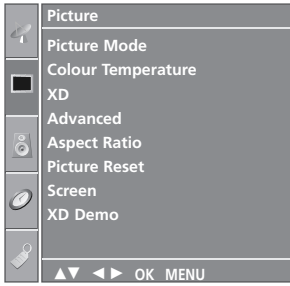 Picture
Picture Mode
Colour Temperature
XD
Advanced
Aspect Ratio
Picture Reset
Screen
XD Demo
▲▼ ◄► OK MENU